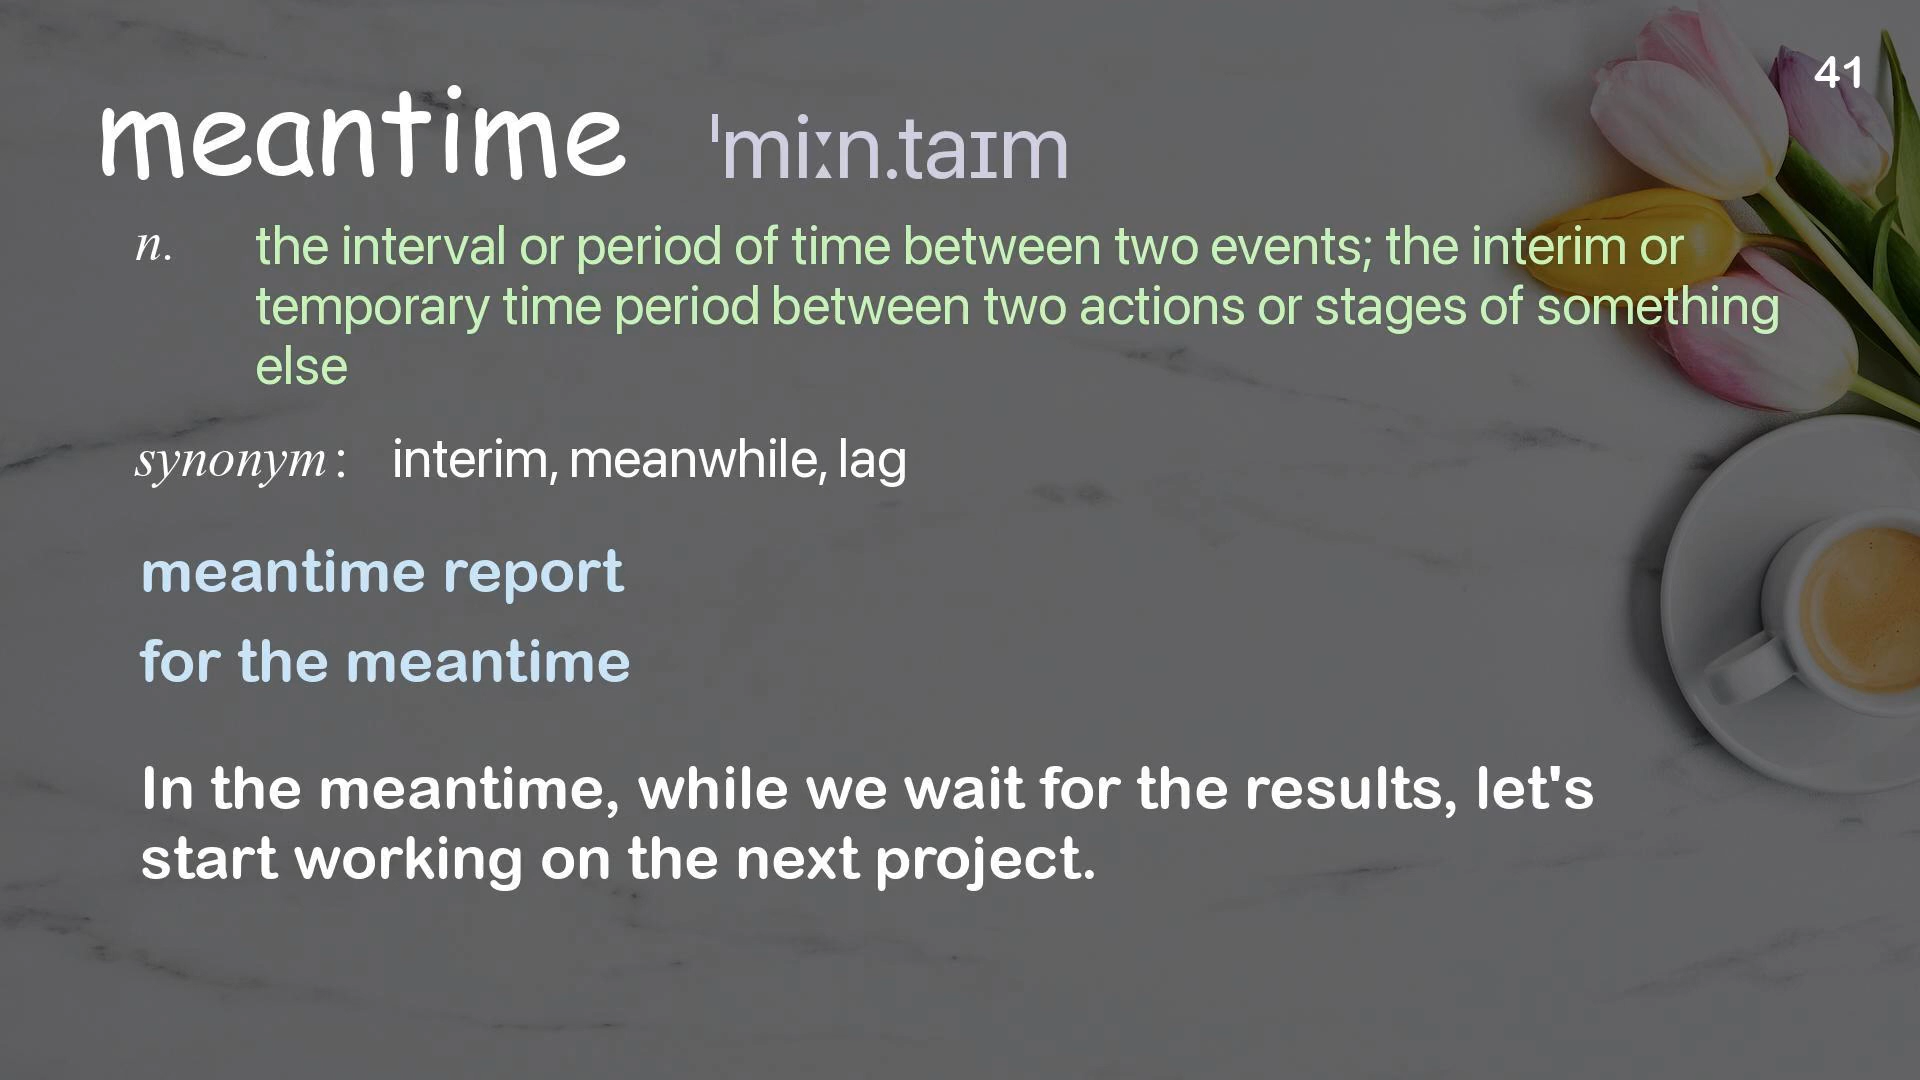 41
meantime ˈmiːn.taɪm
n. the interval or period of time between two events; the interim or
temporary time period between two actions or stages of something
else
synonym: interim, meanwhile, lag
meantime report
for the meantime
In the meantime, while we wait for the results, let's
start working on the next project.